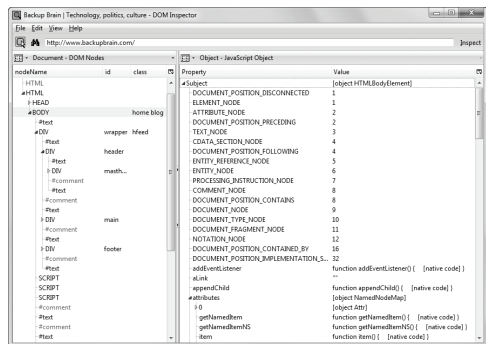 Backup Brain | Technology, politics, culture - DOM Inspector
File Edit View Help
http://www.backupbrain.com/ Inspect
Document - DOM Nodes
nodeName id class
HTML
HTML
HEAD
BODY home blog
#text
DIV wrapper hfeed
#text
DIV header
#text
DIV masth...
#comment
#text
#comment
#text
DIV main
#text
DIV footer
#text
SCRIPT
SCRIPT
SCRIPT
#comment
#text
#comment
#text
Object - JavaScript Object
Property Value
Subject [object HTMLBodyElement]
DOCUMENT_POSITION_DISCONNECTED 1
ELEMENT_NODE 1
ATTRIBUTE_NODE 2
DOCUMENT_POSITION_PRECEDING 2
TEXT_NODE 3
CDATA_SECTION_NODE 4
DOCUMENT_POSITION_FOLLOWING 4
ENTITY_REFERENCE_NODE 5
ENTITY_NODE 6
PROCESSING_INSTRUCTION_NODE 7
COMMENT_NODE 8
DOCUMENT_POSITION_CONTAINS 8
DOCUMENT_NODE 9
DOCUMENT_TYPE_NODE 10
DOCUMENT_FRAGMENT_NODE 11
NOTATION_NODE 12
DOCUMENT_POSITION_CONTAINED_BY 16
DOCUMENT_POSITION_IMPLEMENTATION_S... 32
addEventListener function addEventListener() { [native code] }
aLink ""
appendChild function appendChild() { [native code] }
attributes [object NamedNodeMap]
0 [object Attr]
getNamedItem function getNamedItem() { [native code] }
getNamedItemNS function getNamedItemNS() { [native code] }
item function item() { [native code] }